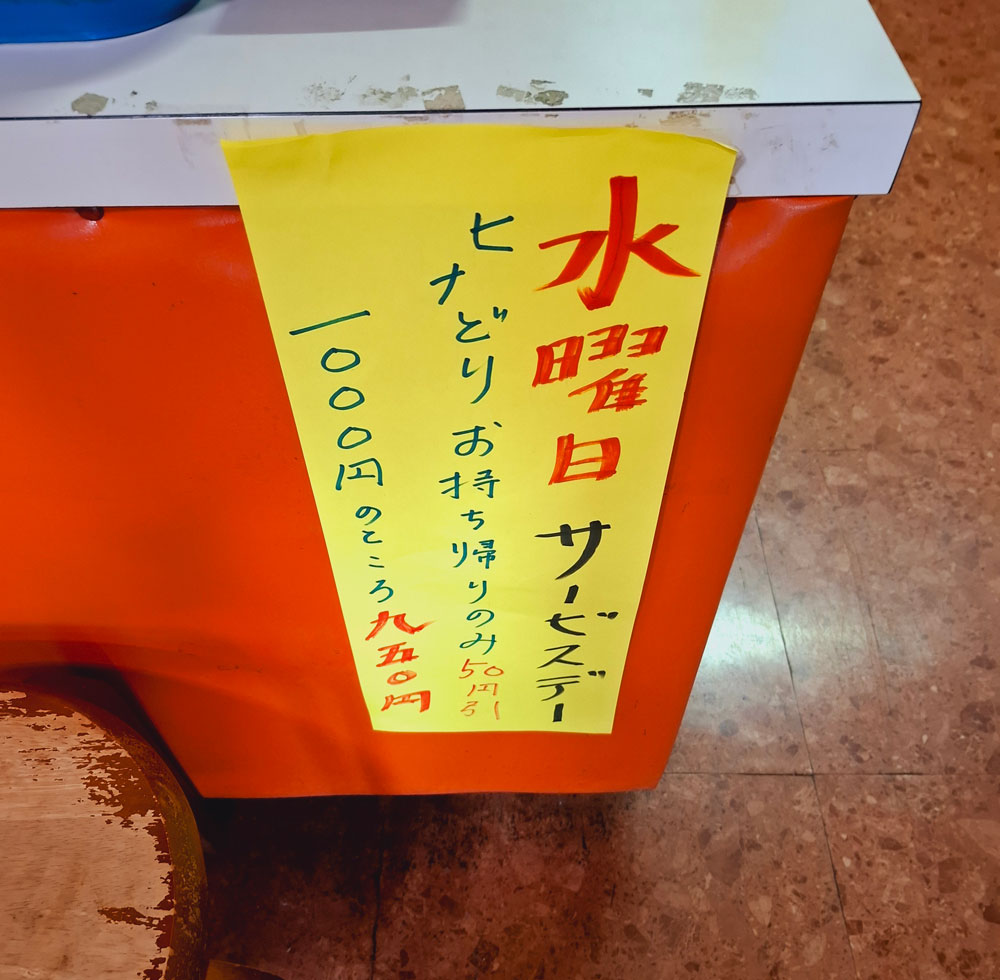 水曜日 サービスデー
ヒナどり お持ち帰りのみ 50円引
一〇〇〇円のところ 九五〇円